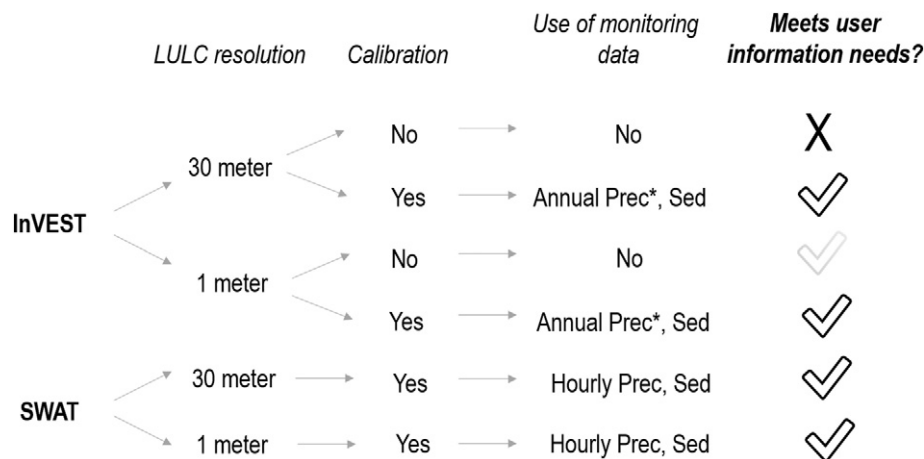 LULC resolution
Calibration
Use of monitoring
data
Meets user
information needs?
InVEST
30 meter
No
No
X
Yes
Annual Prec*, Sed
1 meter
No
No
Yes
Annual Prec*, Sed
SWAT
30 meter
Yes
Hourly Prec, Sed
1 meter
Yes
Hourly Prec, Sed